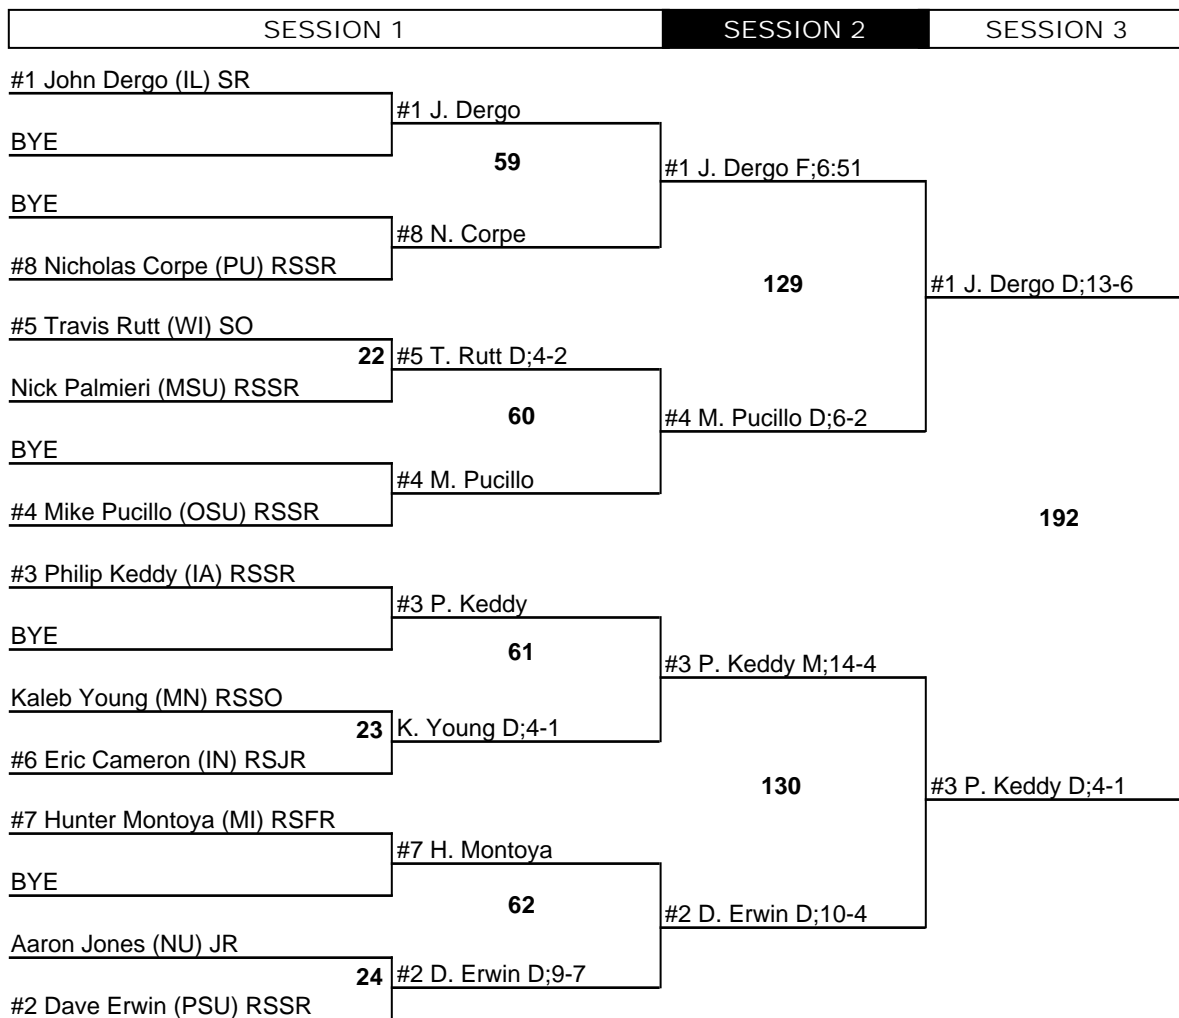 SESSION 1 SESSION 2 SESSION 3
#1 John Dergo (IL) SR
#1 J. Dergo
BYE
59
#1 J. Dergo F;6:51
BYE
#8 N. Corpe
#8 Nicholas Corpe (PU) RSSR
129
#1 J. Dergo D;13-6
#5 Travis Rutt (WI) SO
22 #5 T. Rutt D;4-2
Nick Palmieri (MSU) RSSR
60
#4 M. Pucillo D;6-2
BYE
#4 M. Pucillo
#4 Mike Pucillo (OSU) RSSR
192
#3 Philip Keddy (IA) RSSR
#3 P. Keddy
BYE
61
#3 P. Keddy M;14-4
Kaleb Young (MN) RSSO
23 K. Young D;4-1
#6 Eric Cameron (IN) RSJR
130
#3 P. Keddy D;4-1
#7 Hunter Montoya (MI) RSFR
#7 H. Montoya
BYE
62
#2 D. Erwin D;10-4
Aaron Jones (NU) JR
24 #2 D. Erwin D;9-7
#2 Dave Erwin (PSU) RSSR